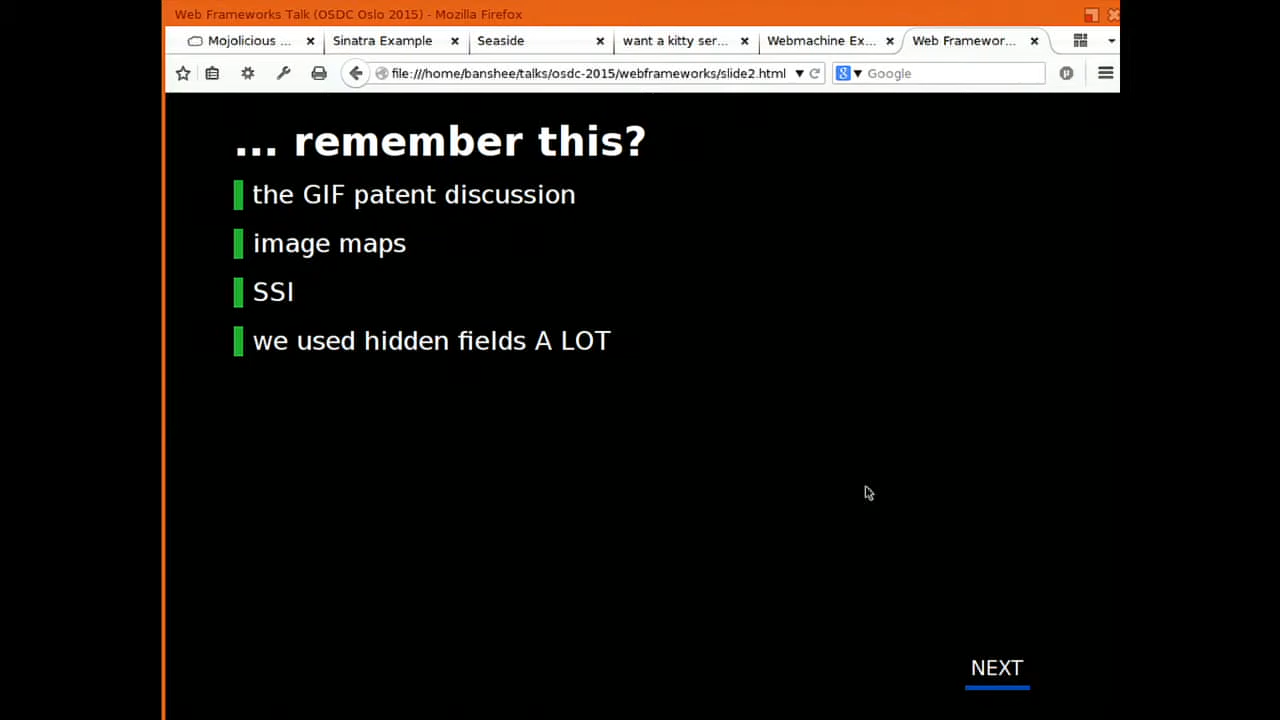 Web Frameworks Talk (OSDC Oslo 2015) - Mozilla Firefox
Mojolicious ... Sinatra Example Seaside want a kitty ser... Webmachine Ex... Web Framewor...
file:///home/banshee/talks/osdc-2015/webframeworks/slide2.html Google
... remember this?
the GIF patent discussion
image maps
SSI
we used hidden fields A LOT
NEXT